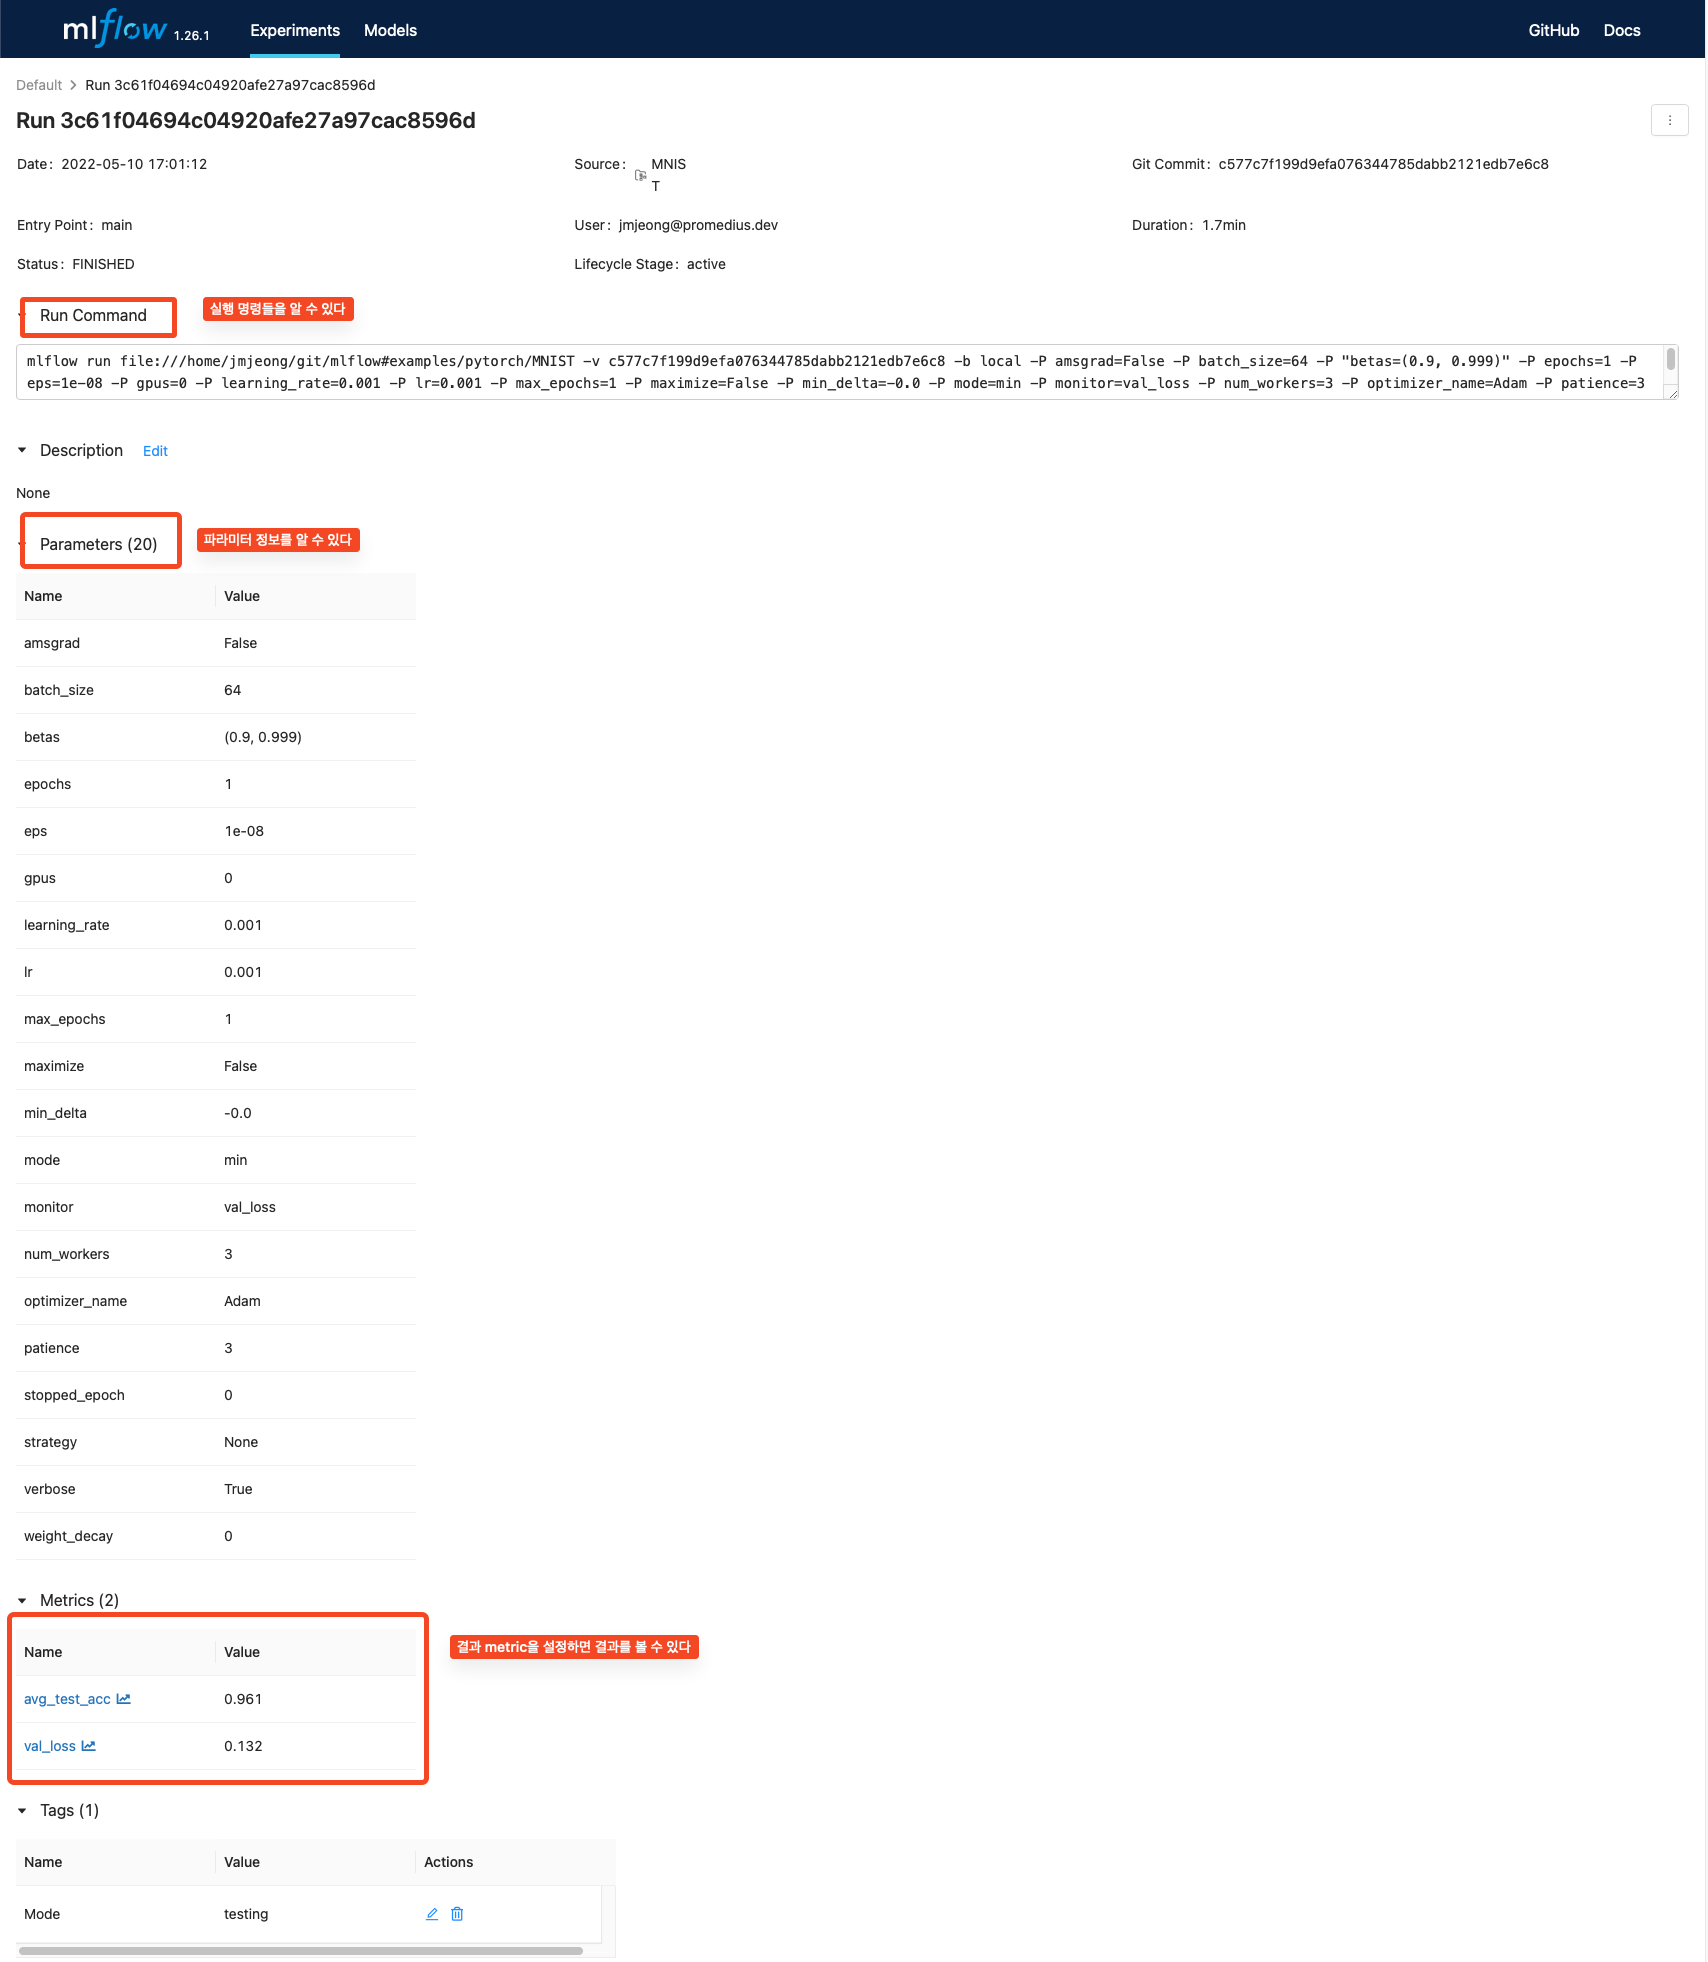 mlflow 1.26.1 Experiments Models GitHub Docs
Default > Run 3c61f04694c04920afe27a97cac8596d
Run 3c61f04694c04920afe27a97cac8596d
Date: 2022-05-10 17:01:12
Source: MNIS
T
Git Commit: c577c7f199d9efa076344785dabb2121edb7e6c8
Entry Point: main
User: jmjeong@promedius.dev
Duration: 1.7min
Status: FINISHED
Lifecycle Stage: active
Run Command
실행 명령들을 알 수 있다
mlflow run file:///home/jmjeong/git/mlflow#examples/pytorch/MNIST -v c577c7f199d9efa076344785dabb2121edb7e6c8 -b local -P amsgrad=False -P batch_size=64 -P "betas=(0.9, 0.999)" -P epochs=1 -P
eps=1e-08 -P gpus=0 -P learning_rate=0.001 -P lr=0.001 -P max_epochs=1 -P maximize=False -P min_delta=-0.0 -P mode=min -P monitor=val_loss -P num_workers=3 -P optimizer_name=Adam -P patience=3
Description Edit
None
Parameters (20)
파라미터 정보를 알 수 있다
Name Value
amsgrad False
batch_size 64
betas (0.9, 0.999)
epochs 1
eps 1e-08
gpus 0
learning_rate 0.001
lr 0.001
max_epochs 1
maximize False
min_delta -0.0
mode min
monitor val_loss
num_workers 3
optimizer_name Adam
patience 3
stopped_epoch 0
strategy None
verbose True
weight_decay 0
Metrics (2)
결과 metric을 설정하면 결과를 볼 수 있다
Name Value
avg_test_acc 0.961
val_loss 0.132
Tags (1)
Name Value Actions
Mode testing